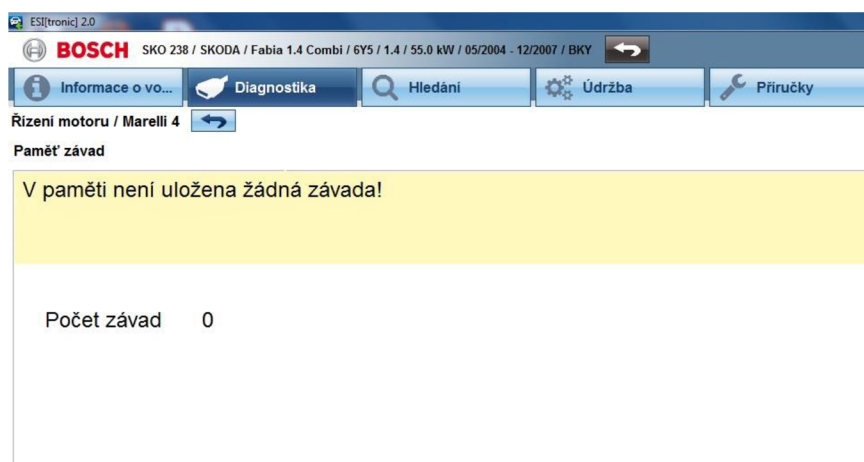 ESI[tronic] 2.0
BOSCH SKO 238 / SKODA / Fabia 1.4 Combi / 6Y5 / 1.4 / 55.0 kW / 05/2004 - 12/2007 / BKY
Informace o vo... Diagnostika Hledání Údržba Příručky
Řízení motoru / Marelli 4
Paměť závad
V paměti není uložena žádná závada!
Počet závad 0